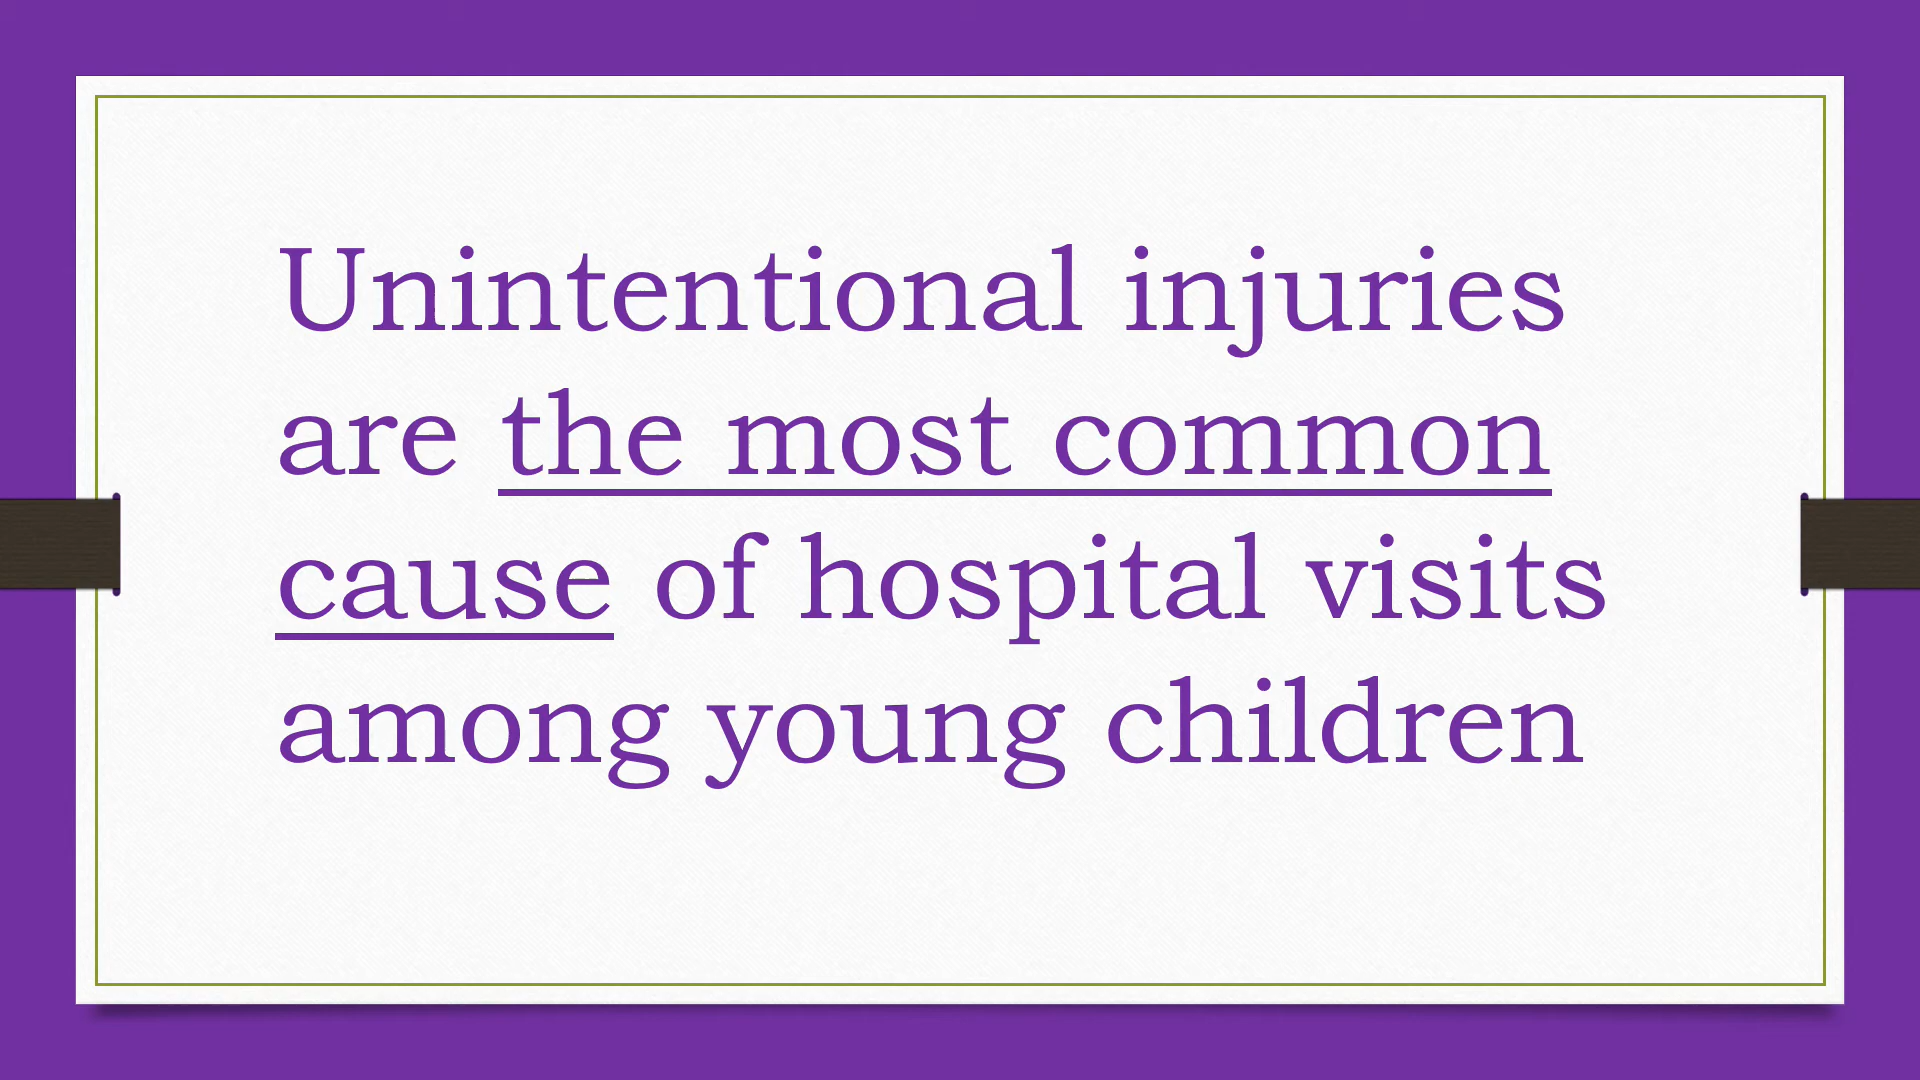 Unintentional injuries
are the most common
cause of hospital visits
among young children